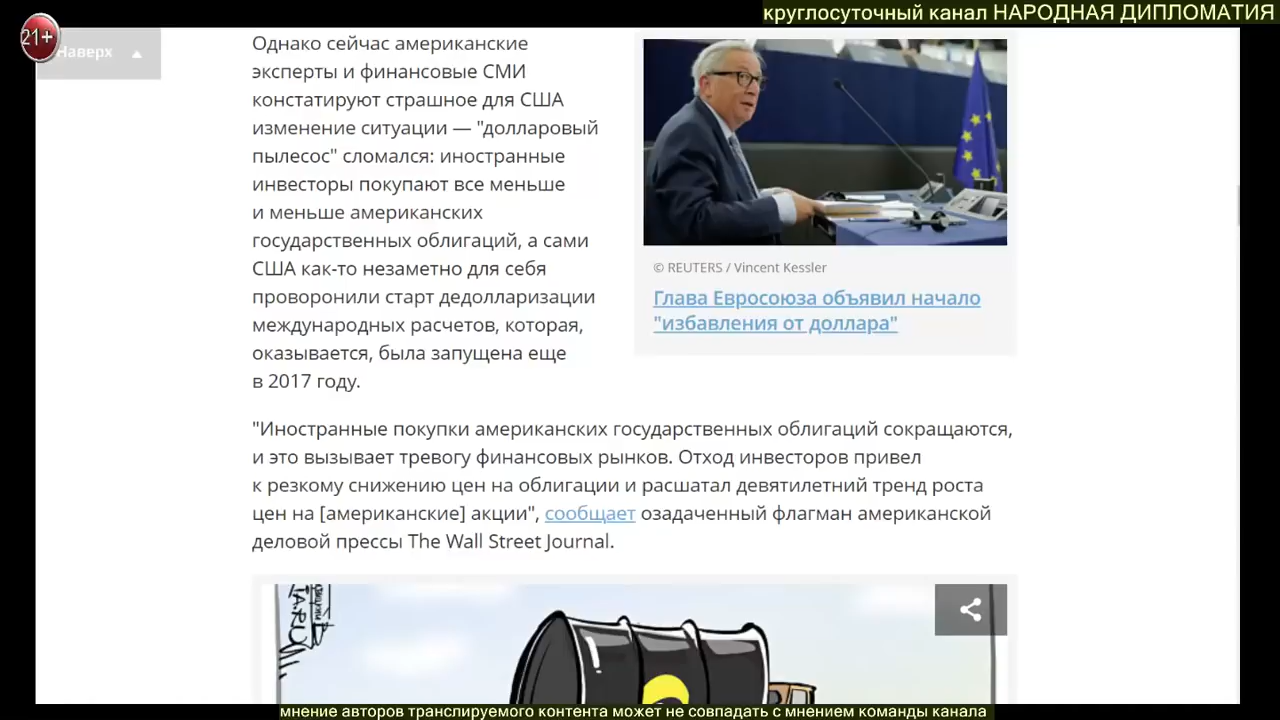 круглосуточный канал НАРОДНАЯ ДИПЛОМАТИЯ
21+
Наверх
Однако сейчас американские
эксперты и финансовые СМИ
констатируют страшное для США
изменение ситуации — "долларовый
пылесос" сломался: иностранные
инвесторы покупают все меньше
и меньше американских
государственных облигаций, а сами
США как-то незаметно для себя
проворонили старт дедолларизации
международных расчетов, которая,
оказывается, была запущена еще
в 2017 году.
© REUTERS / Vincent Kessler
Глава Евросоюза объявил начало
"избавления от доллара"
"Иностранные покупки американских государственных облигаций сокращаются,
и это вызывает тревогу финансовых рынков. Отход инвесторов привел
к резкому снижению цен на облигации и расшатал девятилетний тренд роста
цен на [американские] акции", сообщает озадаченный флагман американской
деловой прессы The Wall Street Journal.
мнение авторов транслируемого контента может не совпадать с мнением команды канала